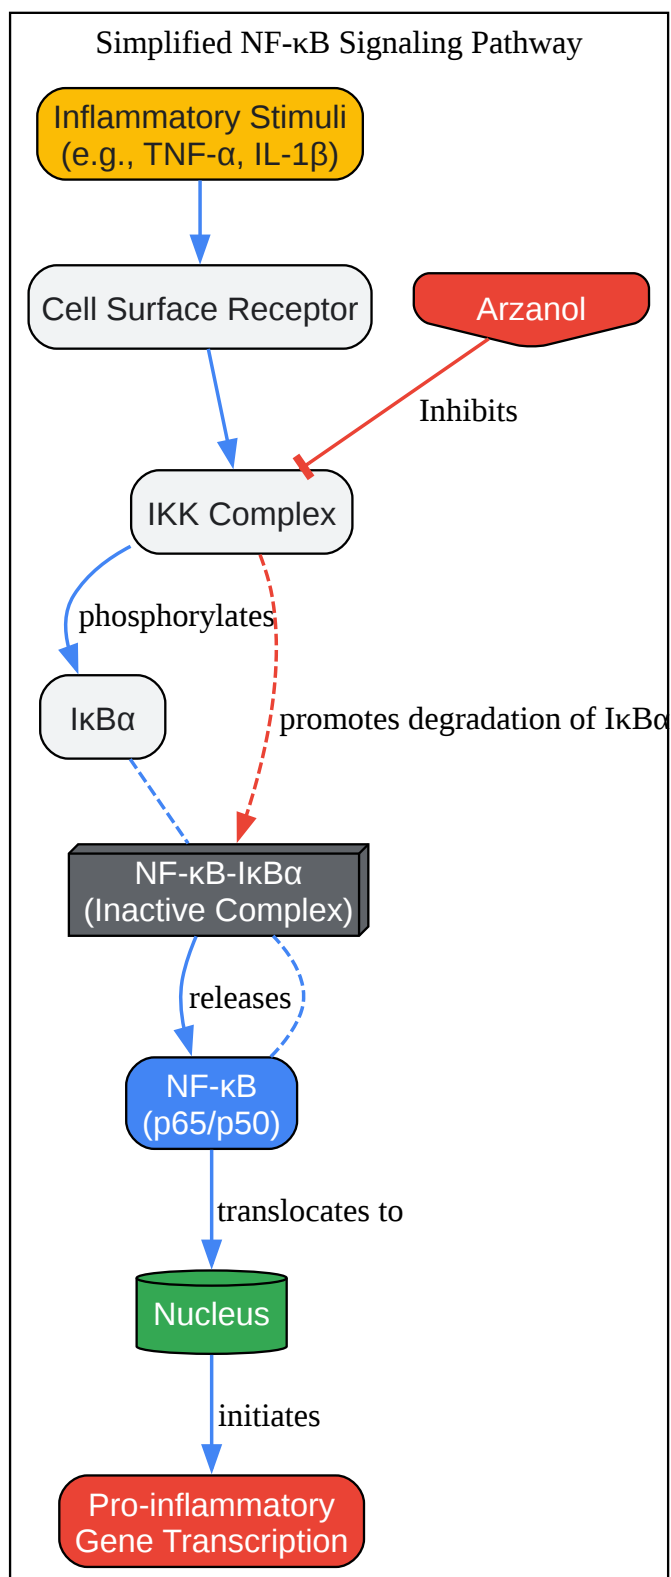 Simplified NF-κB Signaling Pathway
Inflammatory Stimuli
(e.g., TNF-α, IL-1β)
Cell Surface Receptor
Arzanol
Inhibits
IKK Complex
phosphorylates
IκBα
promotes degradation of IκBα
NF-κB-IκBα
(Inactive Complex)
releases
NF-κB
(p65/p50)
translocates to
Nucleus
initiates
Pro-inflammatory
Gene Transcription